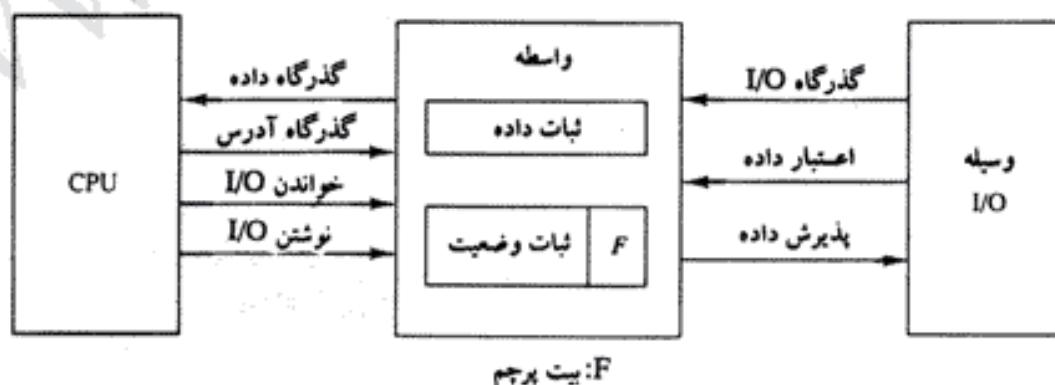 CPU
گذرگاه داده
گذرگاه آدرس
خواندن I/O
نوشتن I/O
واسطه
ثبات داده
ثبات وضعیت
F
گذرگاه I/O
اعتبار داده
پذیرش داده
وسیله
I/O
F: بیت پرچم